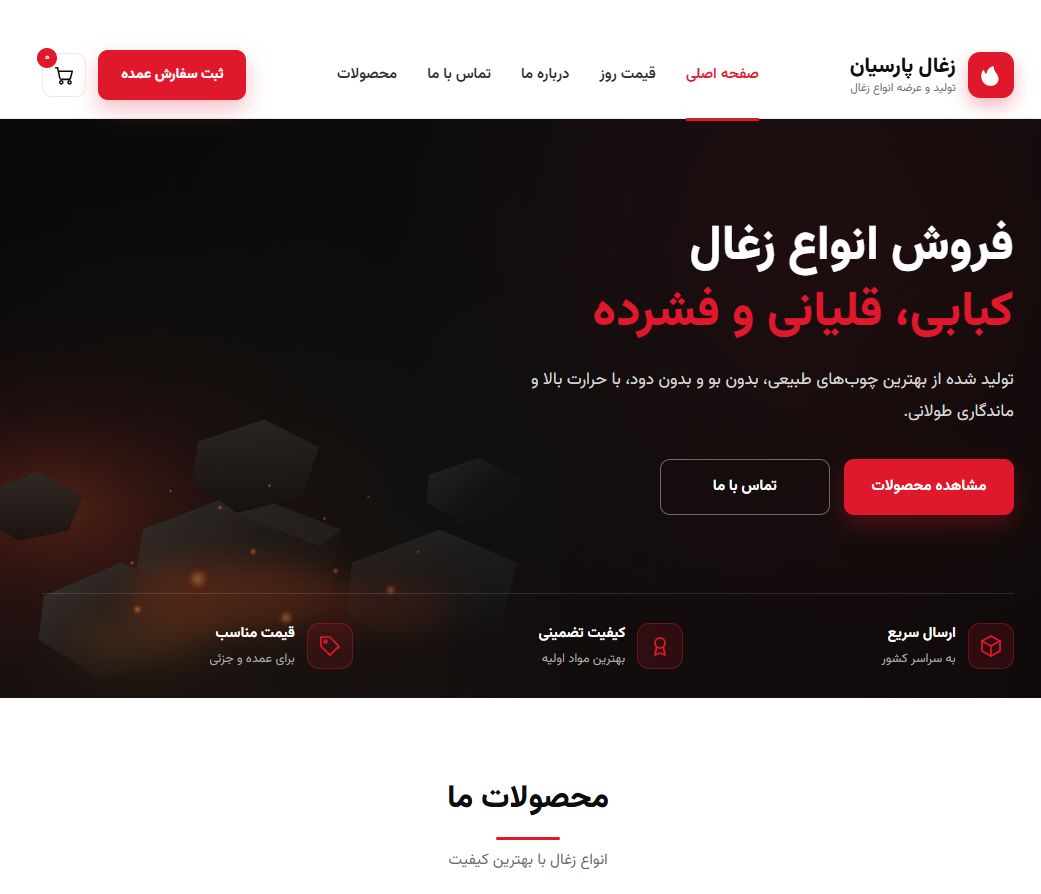 زغال پارسیان
تولید و عرضه انواع زغال
صفحه اصلی
قیمت روز
درباره ما
تماس با ما
محصولات
ثبت سفارش عمده
۰
فروش انواع زغال
کبابی، قلیانی و فشرده
تولید شده از بهترین چوب‌های طبیعی، بدون بو و بدون دود، با حرارت بالا و
ماندگاری طولانی.
مشاهده محصولات
تماس با ما
ارسال سریع
به سراسر کشور
کیفیت تضمینی
بهترین مواد اولیه
قیمت مناسب
برای عمده و جزئی
محصولات ما
انواع زغال با بهترین کیفیت